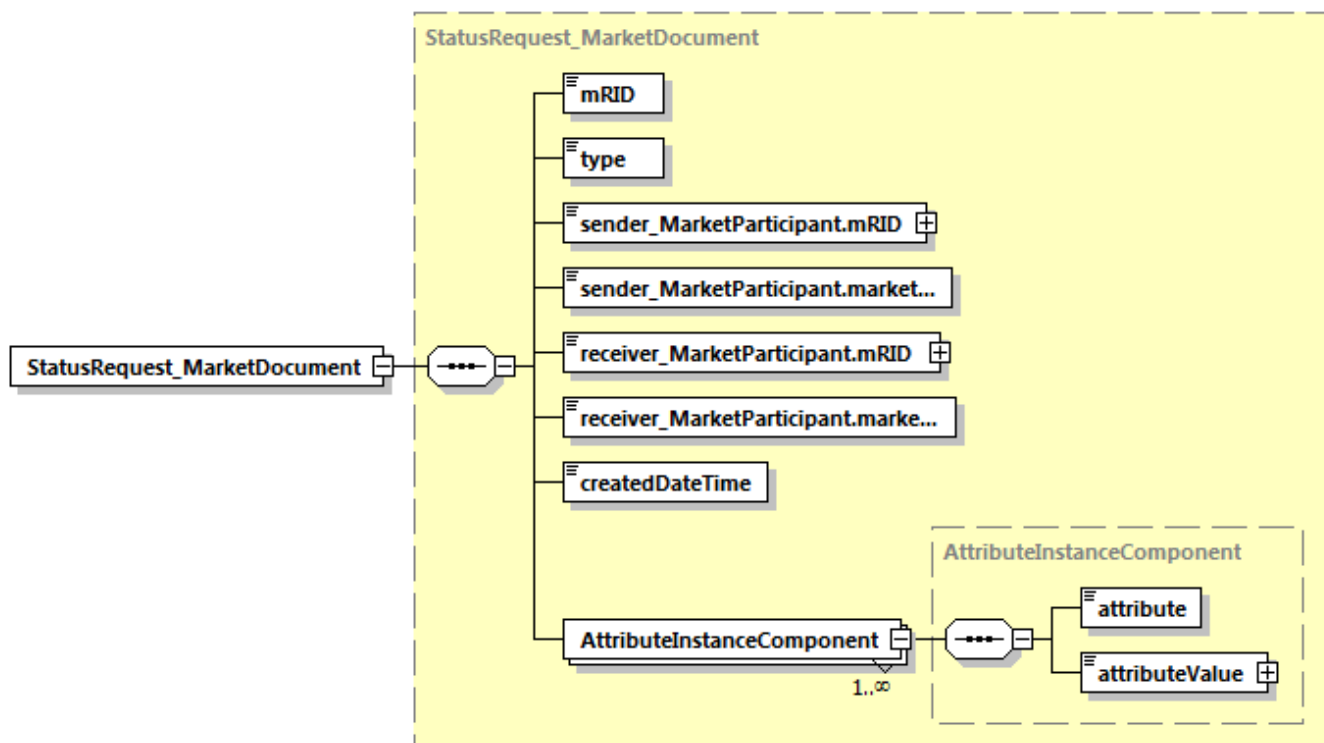 StatusRequest_MarketDocument
mRID
type
sender_MarketParticipant.mRID
sender_MarketParticipant.market...
StatusRequest_MarketDocument
receiver_MarketParticipant.mRID
receiver_MarketParticipant.marke...
createdDateTime
AttributeInstanceComponent
attribute
AttributeInstanceComponent
1..∞
attributeValue